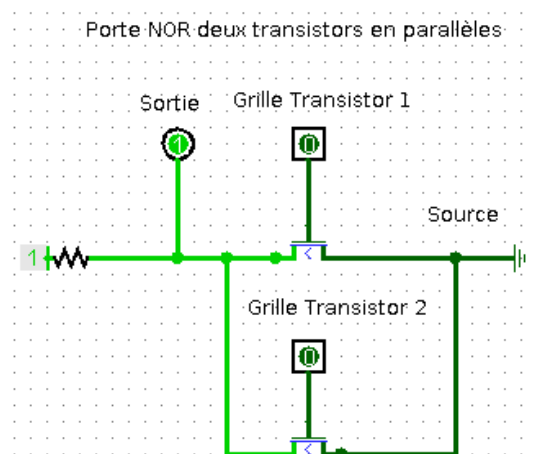 Porte NOR deux transistors en parallèles
Sortie Grille Transistor 1
1 0
Source
1
Grille Transistor 2
0